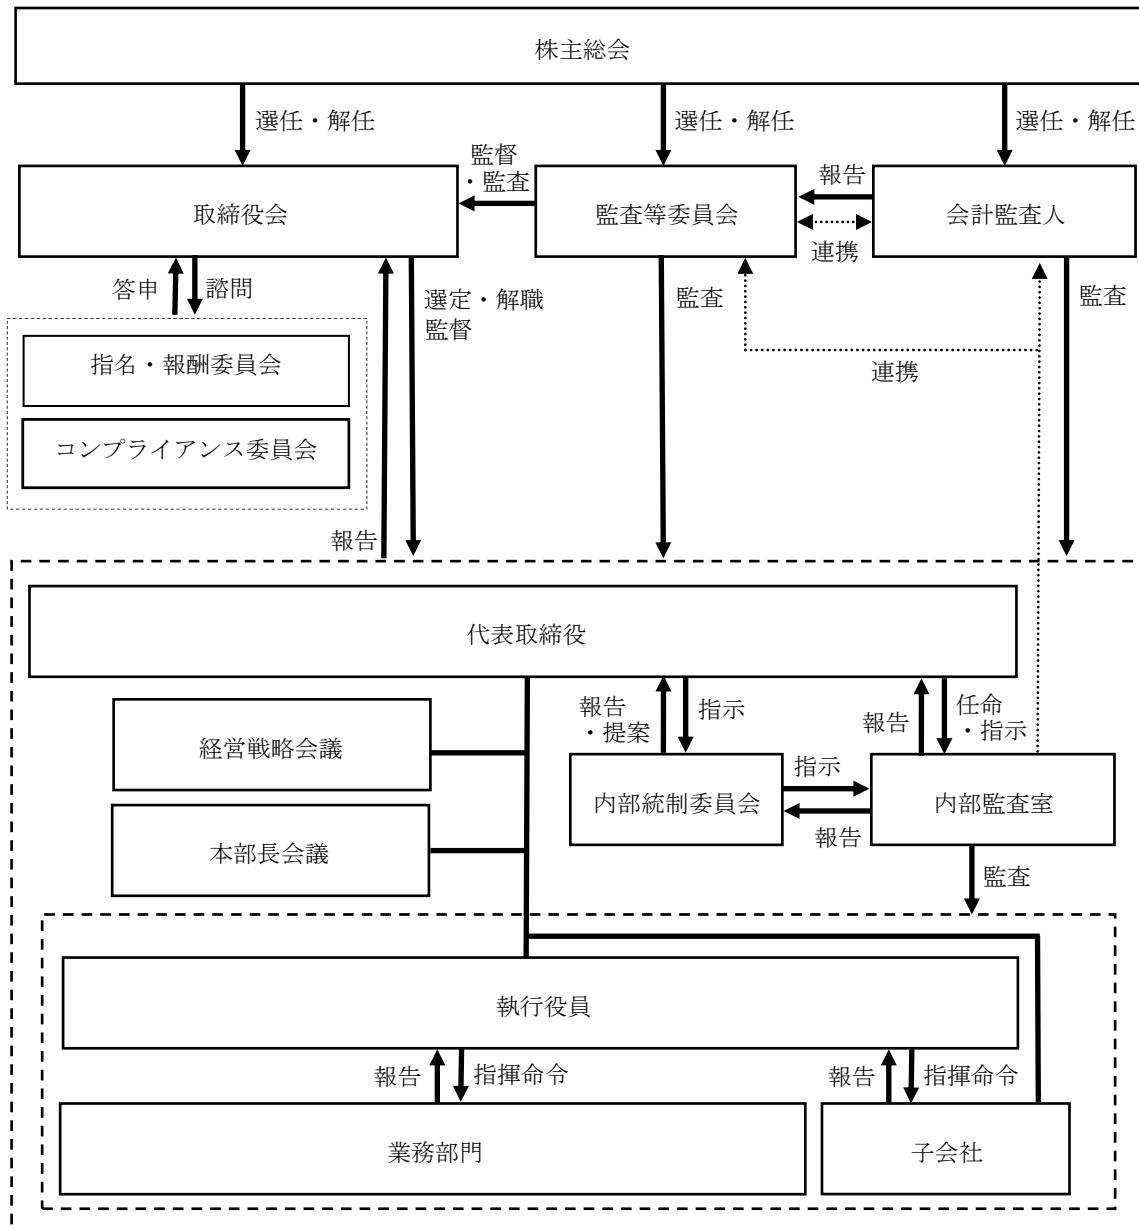 株主総会
選任・解任
選任・解任
選任・解任
監督
・監査
報告
取締役会
監査等委員会
会計監査人
連携
答申
諮問
選定・解職
監督
監査
監査
指名・報酬委員会
連携
コンプライアンス委員会
報告
代表取締役
報告
・提案
指示
報告
任命
・指示
経営戦略会議
指示
内部統制委員会
内部監査室
報告
本部長会議
監査
執行役員
報告
指揮命令
報告
指揮命令
業務部門
子会社